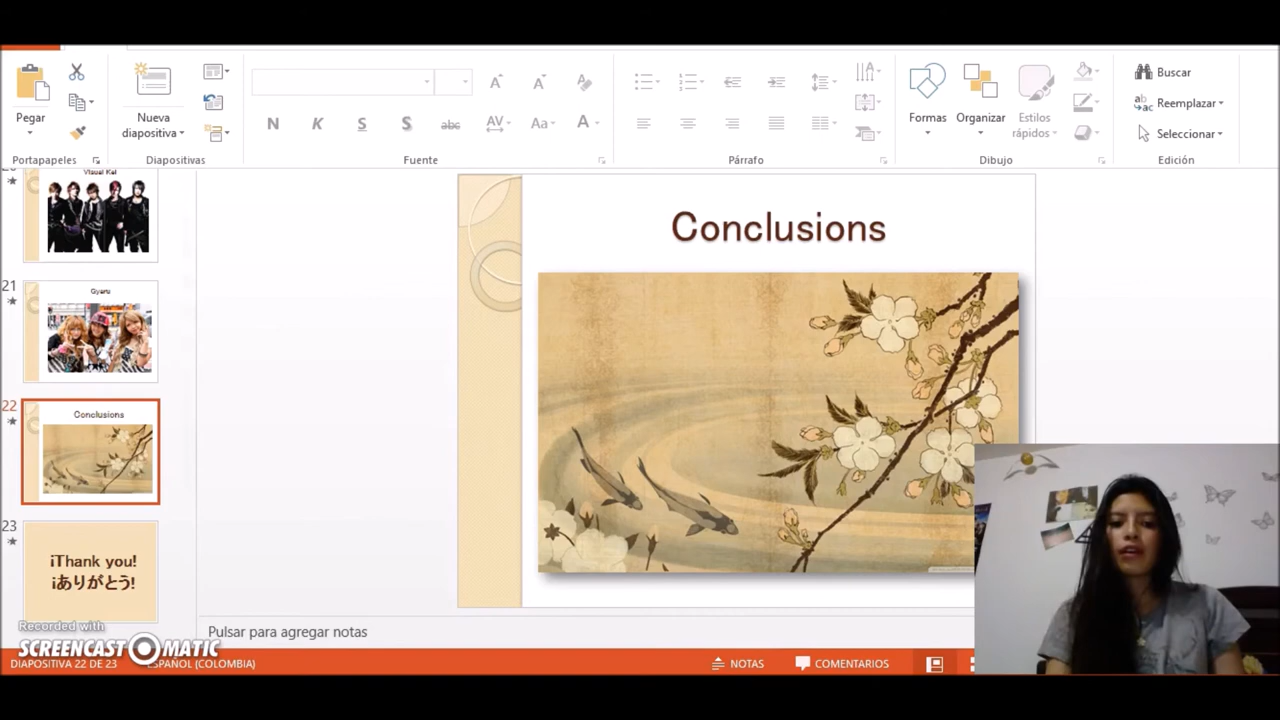 Pegar
Nueva
diapositiva
N K S S abc AV Aa A
Formas
Organizar
Estilos
rápidos
Buscar
Reemplazar
Seleccionar
Portapapeles
Diapositivas
Fuente
Párrafo
Dibujo
Edición
Visual Kei
21
Gyaru
22
Conclusions
23
¡Thank you!
¡ありがとう!
Conclusions
Pulsar para agregar notas
Recorded with
SCREENCAST MATIC
DIAPOSITIVA 22 DE 23
ESPAÑOL (COLOMBIA)
NOTAS
COMENTARIOS